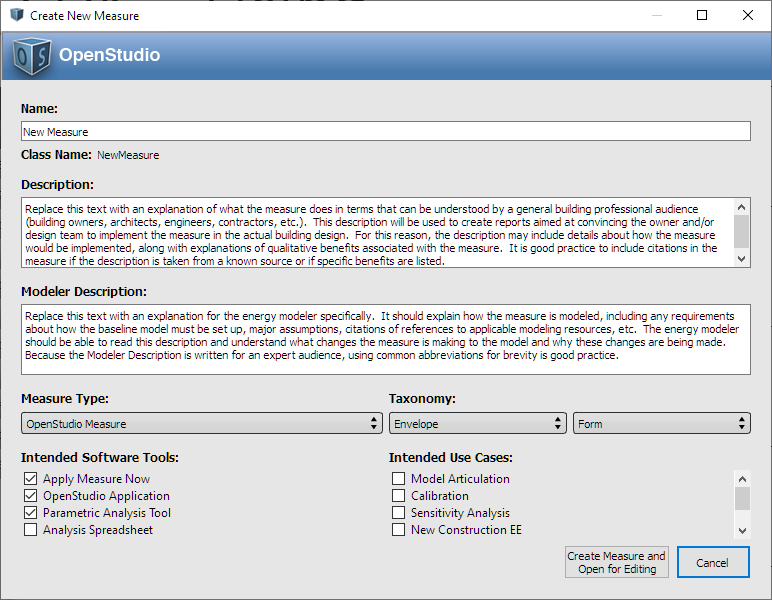 Create New Measure
OS OpenStudio
Name:
New Measure
Class Name: NewMeasure
Description:
Replace this text with an explanation of what the measure does in terms that can be understood by a general building professional audience
(building owners, architects, engineers, contractors, etc.).  This description will be used to create reports aimed at convincing the owner and/or
design team to implement the measure in the actual building design.  For this reason, the description may include details about how the measure
would be implemented, along with explanations of qualitative benefits associated with the measure.  It is good practice to include citations in the
measure if the description is taken from a known source or if specific benefits are listed.
Modeler Description:
Replace this text with an explanation for the energy modeler specifically.  It should explain how the measure is modeled, including any requirements
about how the baseline model must be set up, major assumptions, citations of references to applicable modeling resources, etc.  The energy modeler
should be able to read this description and understand what changes the measure is making to the model and why these changes are being made.
Because the Modeler Description is written for an expert audience, using common abbreviations for brevity is good practice.
Measure Type: Taxonomy:
OpenStudio Measure Envelope Form
Intended Software Tools: Intended Use Cases:
Apply Measure Now Model Articulation
OpenStudio Application Calibration
Parametric Analysis Tool Sensitivity Analysis
Analysis Spreadsheet New Construction EE
Create Measure and
Open for Editing
Cancel